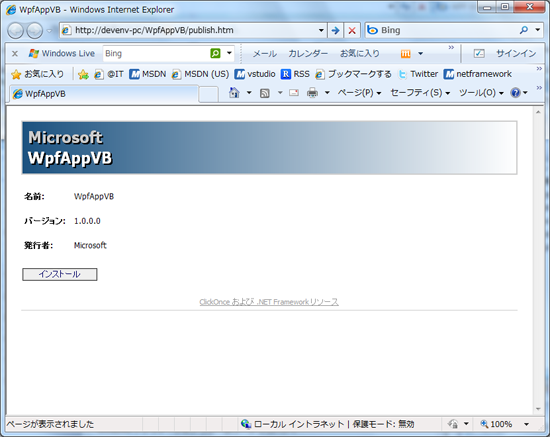 WpfAppVB - Windows Internet Explorer
http://devenv-pc/WpfAppVB/publish.htm
Bing
Windows Live Bing メール カレンダー お気に入り サインイン
お気に入り @IT MSDN MSDN (US) vstudio RSS ブックマークする Twitter netframework
WpfAppVB ページ(P) セーフティ(S) ツール(O)
Microsoft
WpfAppVB
名前: WpfAppVB
バージョン: 1.0.0.0
発行者: Microsoft
インストール
ClickOnce および .NET Framework リソース
ページが表示されました ローカル イントラネット | 保護モード: 無効 100%